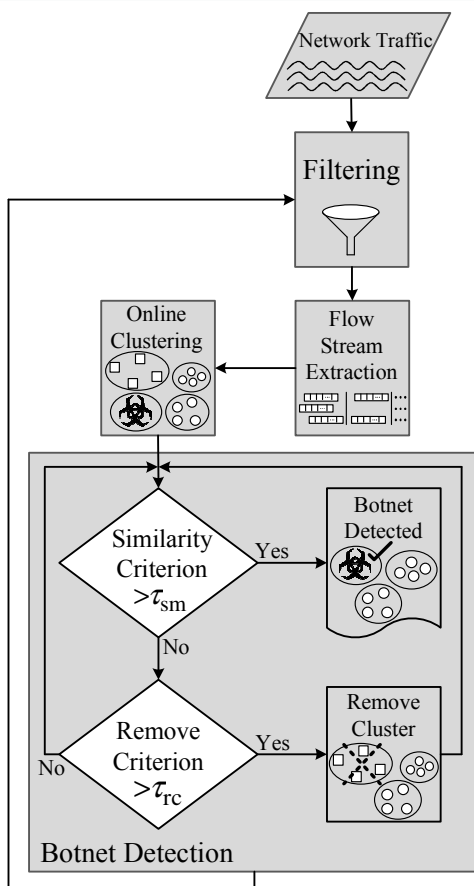 Network Traffic
Filtering
Online
Clustering
Flow
Stream
Extraction
Similarity
Criterion
>τsm
Yes
Botnet
Detected
No
Remove
Criterion
>τrc
Yes
No
Remove
Cluster
Botnet Detection